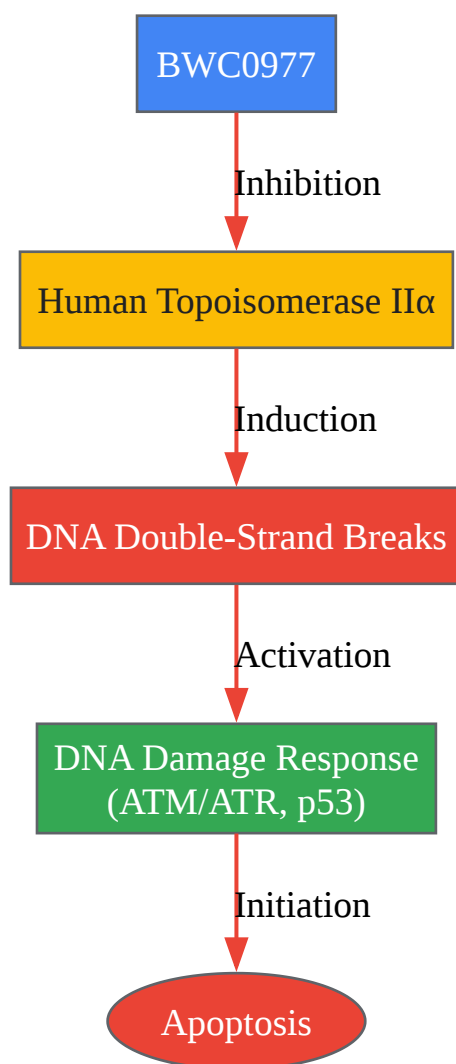 BWC0977
Inhibition
Human Topoisomerase IIα
Induction
DNA Double-Strand Breaks
Activation
DNA Damage Response
(ATM/ATR, p53)
Initiation
Apoptosis